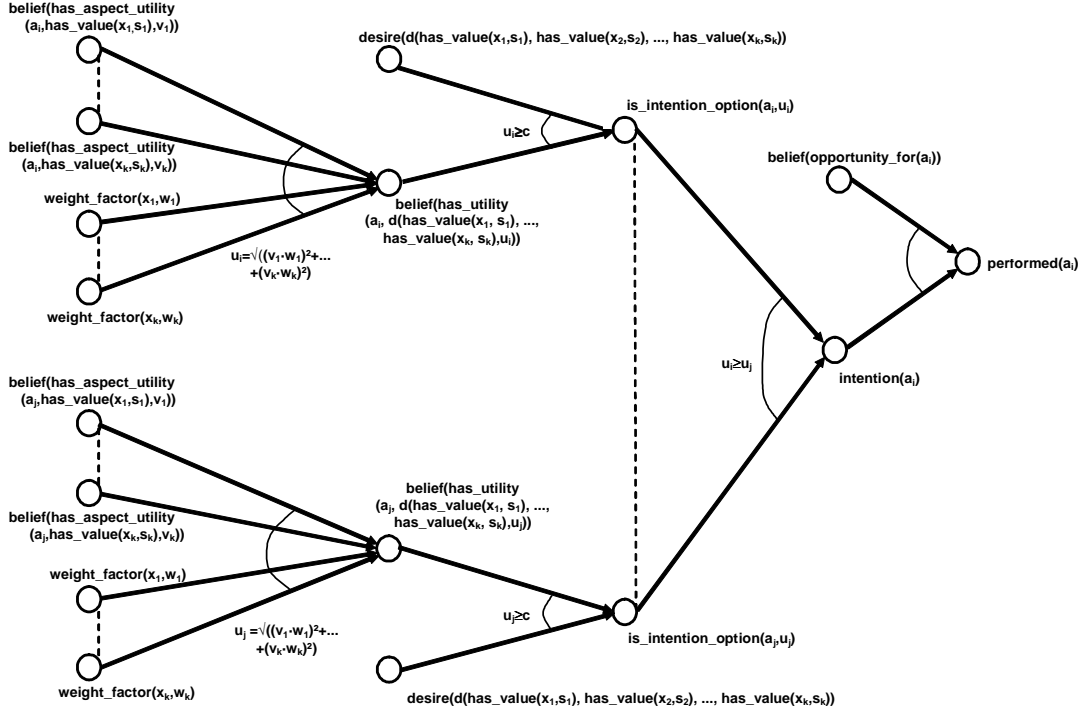 belief(has_aspect_utility
(aᵢ,has_value(x₁,s₁),v₁))
desire(d(has_value(x₁,s₁), has_value(x₂,s₂), ..., has_value(xₖ,sₖ))
is_intention_option(aᵢ,uᵢ)
uᵢ≥c
belief(has_aspect_utility
(aᵢ,has_value(xₖ,sₖ),vₖ))
belief(opportunity_for(aᵢ))
weight_factor(x₁,w₁)
belief(has_utility
(aᵢ, d(has_value(x₁, s₁), ...,
has_value(xₖ, sₖ),uᵢ))
uᵢ=√((v₁·w₁)²+...
+(vₖ·wₖ)²)
performed(aᵢ)
weight_factor(xₖ,wₖ)
uᵢ≥uⱼ
intention(aᵢ)
belief(has_aspect_utility
(aⱼ,has_value(x₁,s₁),v₁))
belief(has_utility
(aⱼ, d(has_value(x₁, s₁), ...,
has_value(xₖ, sₖ),uⱼ))
belief(has_aspect_utility
(aⱼ,has_value(xₖ,sₖ),vₖ))
weight_factor(x₁,w₁)
uⱼ≥c
uⱼ =√((v₁·w₁)²+...
+(vₖ·wₖ)²)
is_intention_option(aⱼ,uⱼ)
weight_factor(xₖ,wₖ)
desire(d(has_value(x₁,s₁), has_value(x₂,s₂), ..., has_value(xₖ,sₖ))